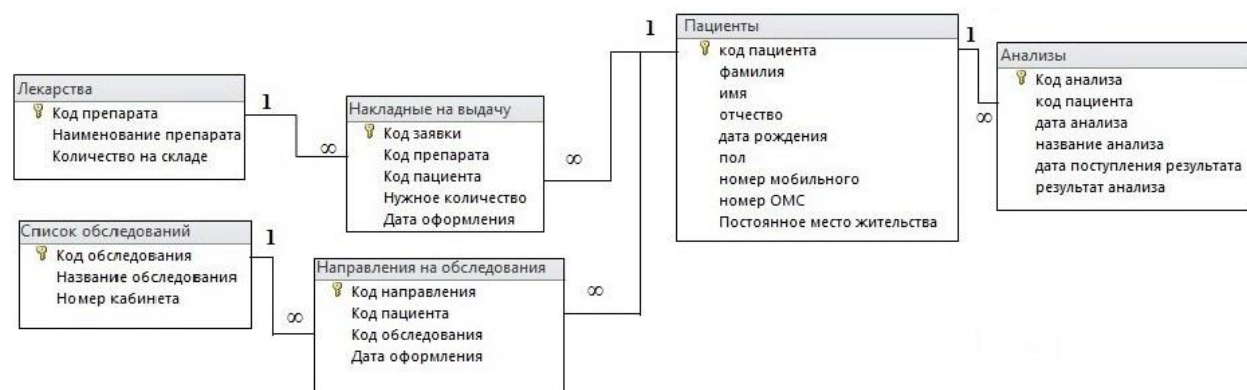 Лекарства
Код препарата
Наименование препарата
Количество на складе
1
∞
Накладные на выдачу
Код заявки
Код препарата
Код пациента
Нужное количество
Дата оформления
∞
1
Пациенты
код пациента
фамилия
имя
отчество
дата рождения
пол
номер мобильного
номер ОМС
Постоянное место жительства
1
∞
Анализы
Код анализа
код пациента
дата анализа
название анализа
дата поступления результата
результат анализа
Список обследований
Код обследования
Название обследования
Номер кабинета
1
∞
Направления на обследования
Код направления
Код пациента
Код обследования
Дата оформления
∞